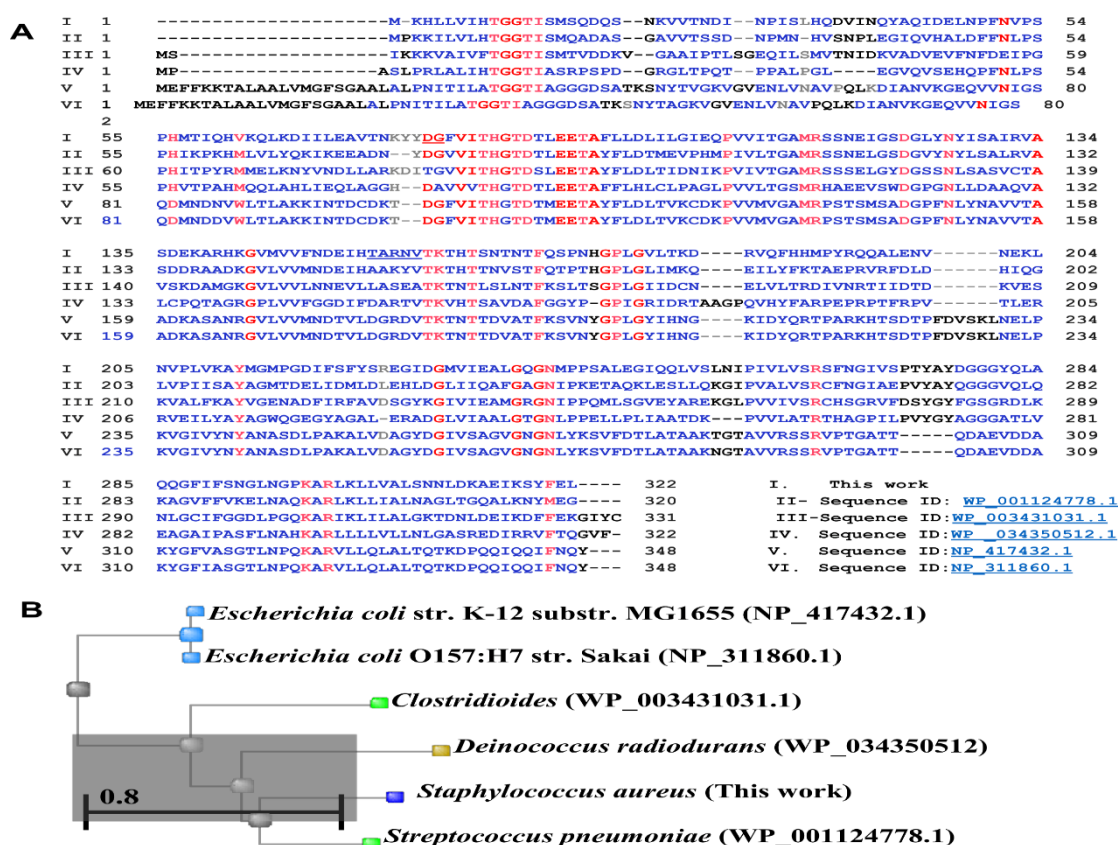 A
I 1 ----------------M-KHLLVIHTGGTISMSQDQS--NKVVTNDI--NPISLHQDVINQYAQIDELNPFNVPS 54
II 1 ----------------MPKKILVLHTGGTISMQADAS--GAVVTSSD--NPMN-HVSNPLEGIQVHALDFFNLPS 54
III 1 MS--------------IKKKVAIVFTGGTISMTVDDKV--GAAIPTLSGEQILSMVTNIDKVADVEVFNFDEIPG 59
IV 1 MP--------------ASLPRLALIHTGGTIASRPSPD--GRGLTPQT--PPALPGL---EGVQVSEHQPFNLPS 54
V 1 MEFFKKTALAALVMGFSGAALALPNITILATGGTIAGGGDSATKSNYTVGKVGVENLVNAVPQLKDIANVKGEQVVNIGS 80
VI 1 MEFFKKTALAALVMGFSGAALALPNITILATGGTIAGGGDSATKSNYTAGKVGVENLVNAVPQLKDIANVKGEQVVNIGS 80
2
I 55 PHMTIQHVKQLKDIILEAVTNKYYDGFVITHGTDTLEETAFLLDLILGIEQPVVITGAMRSSNEIGSDGLYNYISAIRVA 134
II 55 PHIKPKHMLVLYQKIKEEADN--YDGVVITHGTDTLEETAYFLDTMEVPHMPIVLTGAMRSSNELGSDGVYNYLSALRVA 132
III 60 PHITPYRMMELKNYVNDLLARKDITGVVITHGTDSLEETAYFLDLTIDNIKPVIVTGAMRSSSELGYDGSSNLSASVCTA 139
IV 55 PHVTPAHMQQLAHLIEQLAGGH--DAVVVTHGTDTLEETAFFLHLCLPAGLPVVLTGSMRHAEEVSWDGPGNLLDAAQVA 132
V 81 QDMNDNVWLTLAKKINTDCDKT--DGFVITHGTDTMEETAYFLDLTVKCDKPVVMVGAMRPSTSMSADGPFNLYNAVVTA 158
VI 81 QDMNDDVWLTLAKKINTDCDKT--DGFVITHGTDTMEETAYFLDLTVKCDKPVVMVGAMRPSTSMSADGPFNLYNAVVTA 158
I 135 SDEKARHKGVMVVFNDEIHTARNVTKTHTSNTNTFQSPNHGPLGVLTKD----RVQFHHMPYRQQALENV-----NEKL 204
II 133 SDDRAADKGVLVVMNDEIHAAKYVTKTHTTNVSTFQTPTHGPLGLIMKQ----EILYFKTAEPRVRFDLD-----HIQG 202
III 140 VSKDAMGKGVLVVLNNEVLLASEATKTNTLSLNTFKSLTSGPLGIIDCN----ELVLTRDIVNRTIIDTD-----KVES 209
IV 133 LCPQTAGRGPLVVFGGDIFDARTVTKVHTSAVDAFGGYP-GPIGRIDRTAAGPQVHYFARPEPRPTFRPV-----TLER 205
V 159 ADKASANRGVLVVMNDTVLDGRDVTKTNTTDVATFKSVNYGPLGYIHNG----KIDYQRTPARKHTSDTPFDVSKLNELP 234
VI 159 ADKASANRGVLVVMNDTVLDGRDVTKTNTTDVATFKSVNYGPLGYIHNG----KIDYQRTPARKHTSDTPFDVSKLNELP 234
I 205 NVPLVKAYMGMPGDIFSFYSREGIDGMVIEALGQGNMPPSALEGIQQLVSLNIPIVLVSRSFNGIVSPTYAYDGGGYQLA 284
II 203 LVPIISAYAGMTDELIDMLDLEHLDGLIIQAFGAGNIPKETAQKLESLLQKGIPVALVSRCFNGIAEPVYAYQGGGVQLQ 282
III 210 KVALFKAYVGENADFIRFAVDSGYKGIVIEAMGRGNIPPQMLSGVEYAREKGLPVVIVSRCHSGRVFDSYGYFGSGRDLK 289
IV 206 RVEILYAYAGWQGEGYAGAL-ERADGLVIAALGTGNLPPELLPLIAATDK---PVVLATRTHAGPILPVYGYAGGGATLV 281
V 235 KVGIVYNYANASDLPAKALVDAGYDGIVSAGVGNGNLYKSVFDTLATAAKTGTAVVRSSRVPTGATT-----QDAEVDDA 309
VI 235 KVGIVYNYANASDLPAKALVDAGYDGIVSAGVGNGNLYKSVFDTLATAAKNGTAVVRSSRVPTGATT-----QDAEVDDA 309
I 285 QQGFIFSNGLNGPKARLKLLVALSNNLDKAEIKSYFEL---- 322 I. This work
II 283 KAGVFFVKELNAQKARLKLLIALNAGLTGQALKNYMEG---- 320 II- Sequence ID: WP_001124778.1
III 290 NLGCIFGGDLPGQKARIKLILALGKTDNLDEIKDFFEKGIYC 331 III-Sequence ID:WP_003431031.1
IV 282 EAGAIPASFLNAHKARLLLLVLLNLGASREDIRRVFTQGVF- 322 IV. Sequence ID:WP_034350512.1
V 310 KYGFVASGTLNPQKARVLLQLALTQTKDPQQIQQIFNQY--- 348 V. Sequence ID:NP_417432.1
VI 310 KYGFIASGTLNPQKARVLLQLALTQTKDPQQIQQIFNQY--- 348 VI. Sequence ID:NP_311860.1
B
Escherichia coli str. K-12 substr. MG1655 (NP_417432.1)
Escherichia coli O157:H7 str. Sakai (NP_311860.1)
Clostridioides (WP_003431031.1)
Deinococcus radiodurans (WP_034350512)
0.8
Staphylococcus aureus (This work)
Streptococcus pneumoniae (WP_001124778.1)